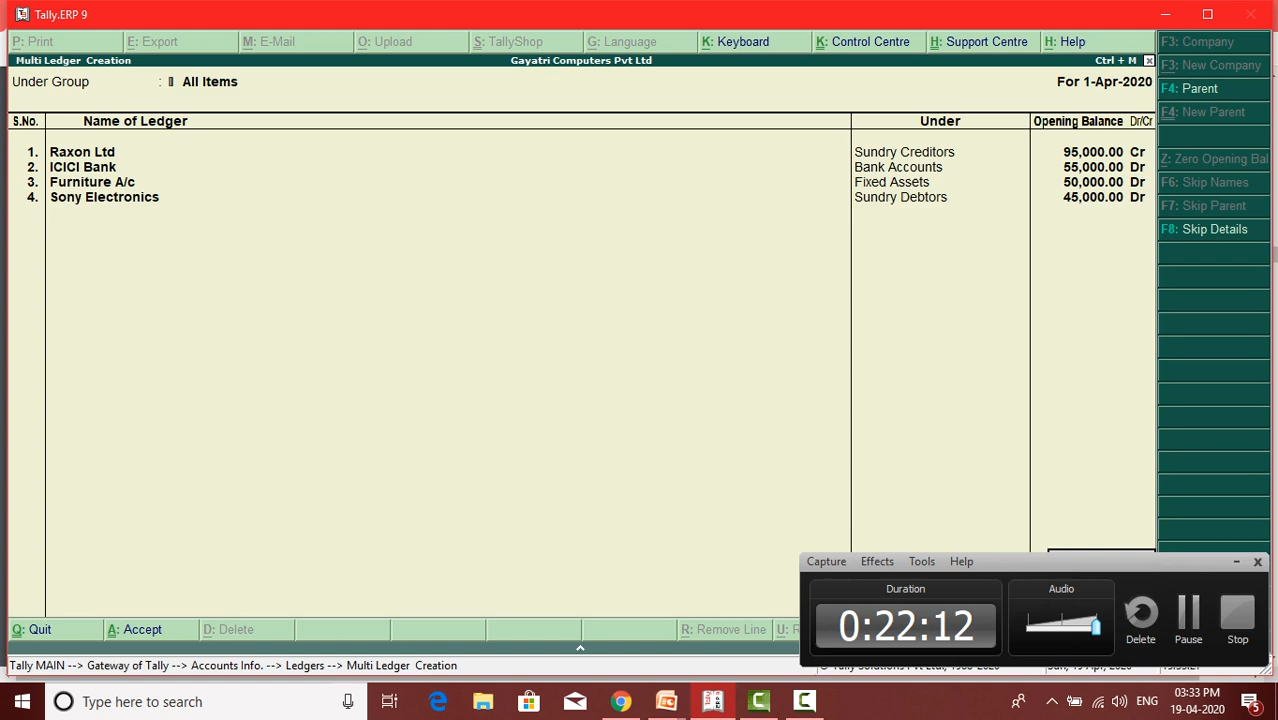 Tally.ERP 9
P: Print E: Export M: E-Mail O: Upload S: TallyShop G: Language K: Keyboard K: Control Centre H: Support Centre H: Help
F3: Company
Multi Ledger Creation Gayatri Computers Pvt Ltd Ctrl + M
F3: New Company
Under Group : All Items For 1-Apr-2020
F4: Parent
F4: New Parent
S.No. Name of Ledger Under Opening Balance Dr/Cr
1. Raxon Ltd Sundry Creditors 95,000.00 Cr
Z: Zero Opening Bal
2. ICICI Bank Bank Accounts 55,000.00 Dr
3. Furniture A/c Fixed Assets 50,000.00 Dr
F6: Skip Names
4. Sony Electronics Sundry Debtors 45,000.00 Dr
F7: Skip Parent
F8: Skip Details
Capture Effects Tools Help
Duration Audio
0:22:12
Delete Pause Stop
Q: Quit A: Accept D: Delete R: Remove Line U: R
Tally MAIN --> Gateway of Tally --> Accounts Info. --> Ledgers --> Multi Ledger Creation
Type here to search
ENG
03:33 PM
19-04-2020
5